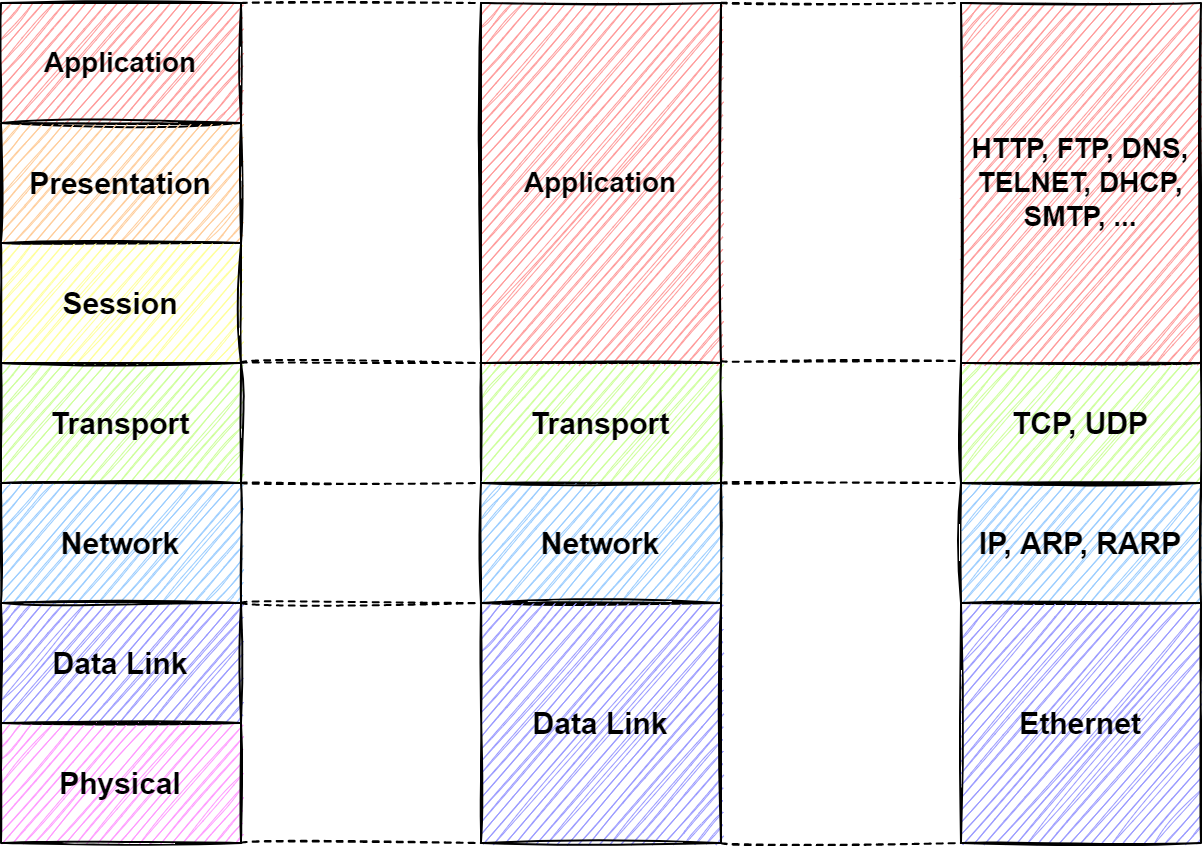 Application
Presentation
Session
Transport
Network
Data Link
Physical
Application
Transport
Network
Data Link
HTTP, FTP, DNS,
TELNET, DHCP,
SMTP, ...
TCP, UDP
IP, ARP, RARP
Ethernet